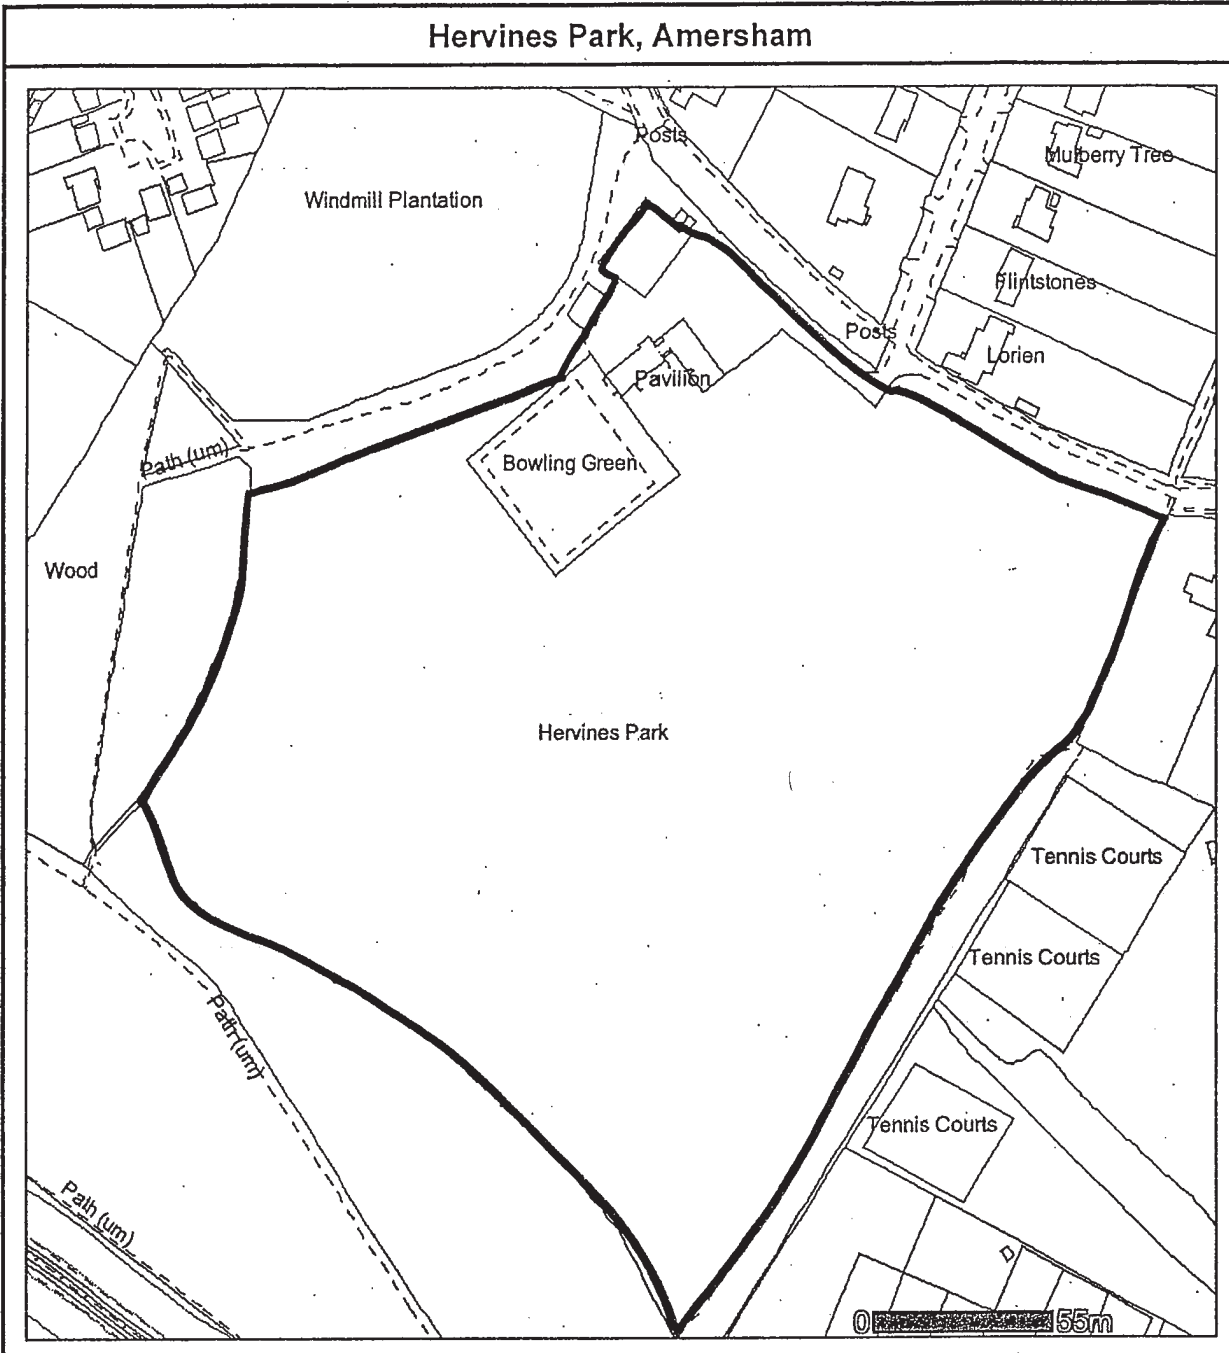 Hervines Park, Amersham
Posts
Mulberry Tree
Windmill Plantation
Flintstones
Posts
Lorien
Pavilion
Path (um)
Bowling Green
Wood
Hervines Park
Tennis Courts
Tennis Courts
Path (um)
Tennis Courts
Path (um)
0 55m